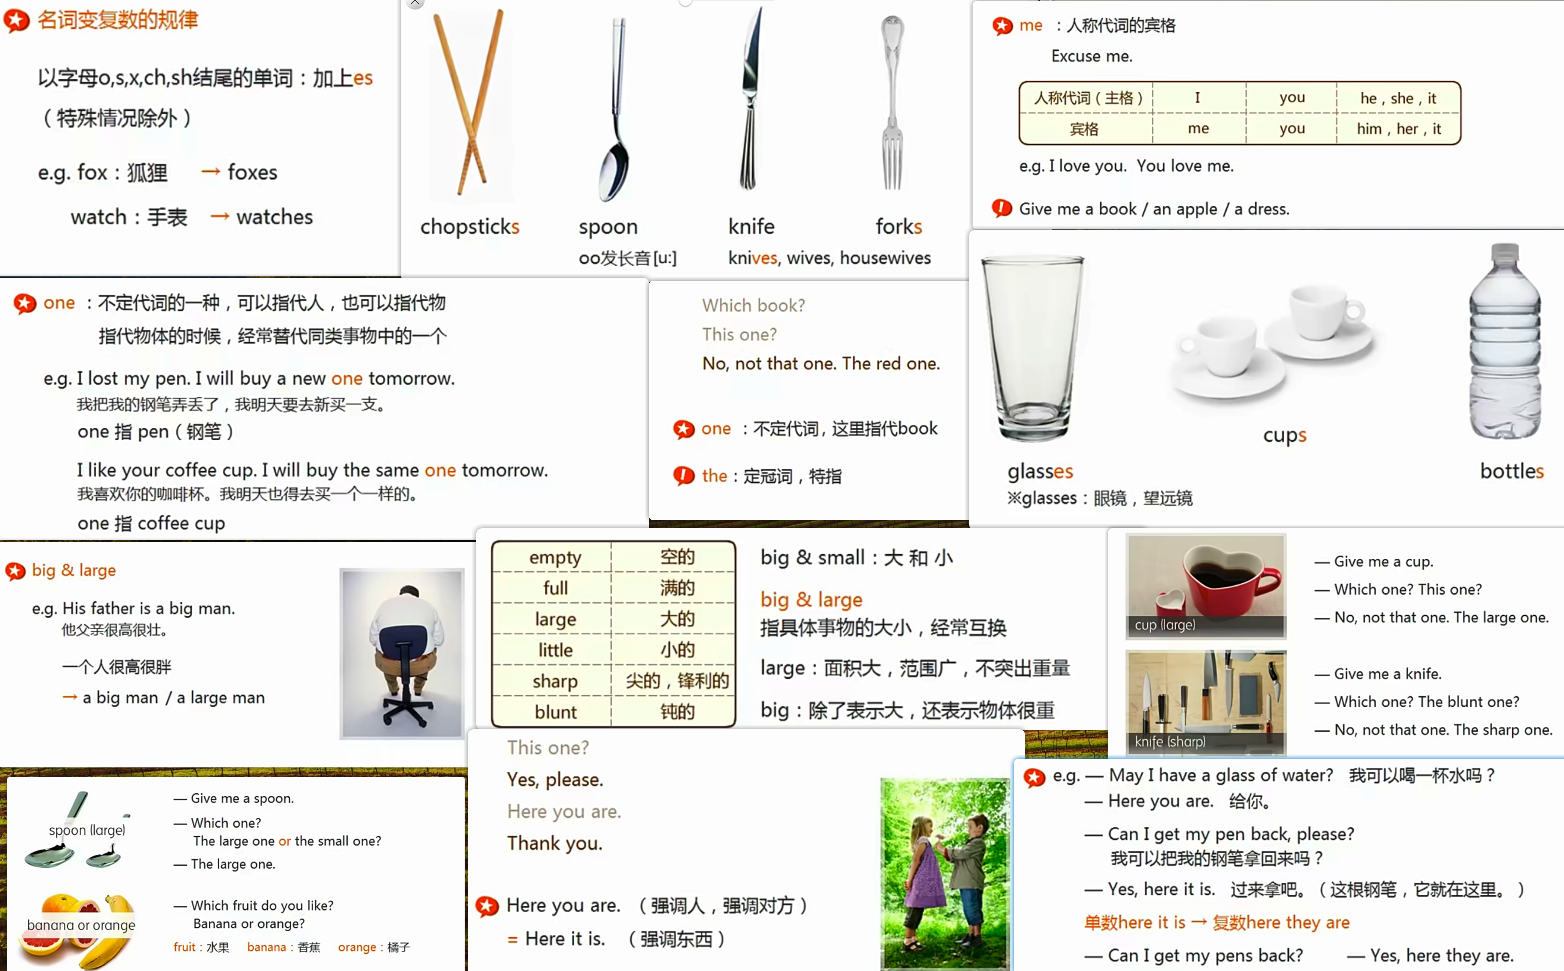 名词变复数的规律
以字母o,s,x,ch,sh结尾的单词：加上es
（特殊情况除外）
e.g. fox：狐狸 → foxes
watch：手表 → watches
chopsticks
spoon
knife
forks
oo发长音[u:]
knives, wives, housewives
me ：人称代词的宾格
Excuse me.
人称代词（主格） I you he , she , it
宾格 me you him , her , it
e.g. I love you. You love me.
Give me a book / an apple / a dress.
one ：不定代词的一种，可以指代人，也可以指代物
指代物体的时候，经常替代同类事物中的一个
e.g. I lost my pen. I will buy a new one tomorrow.
我把我的钢笔弄丢了，我明天要去新买一支。
one 指 pen（钢笔）
I like your coffee cup. I will buy the same one tomorrow.
我喜欢你的咖啡杯。我明天也得去买一个一样的。
one 指 coffee cup
Which book?
This one?
No, not that one. The red one.
one ：不定代词, 这里指代book
the：定冠词，特指
glasses
cups
bottles
※glasses：眼镜，望远镜
big & large
e.g. His father is a big man.
他父亲很高很壮。
一个人很高很胖
→ a big man / a large man
empty 空的
full 满的
large 大的
little 小的
sharp 尖的，锋利的
blunt 钝的
big & small：大 和 小
big & large
指具体事物的大小，经常互换
large：面积大，范围广，不突出重量
big：除了表示大，还表示物体很重
cup (large)
— Give me a cup.
— Which one? This one?
— No, not that one. The large one.
knife (sharp)
— Give me a knife.
— Which one? The blunt one?
— No, not that one. The sharp one.
spoon (large)
— Give me a spoon.
— Which one?
The large one or the small one?
— The large one.
banana or orange
— Which fruit do you like?
Banana or orange?
fruit：水果 banana：香蕉 orange：橘子
This one?
Yes, please.
Here you are.
Thank you.
Here you are. （强调人，强调对方）
= Here it is. （强调东西）
e.g. — May I have a glass of water? 我可以喝一杯水吗？
— Here you are. 给你。
— Can I get my pen back, please?
我可以把我的钢笔拿回来吗？
— Yes, here it is. 过来拿吧。（这根钢笔，它就在这里。）
单数here it is → 复数here they are
— Can I get my pens back? — Yes, here they are.